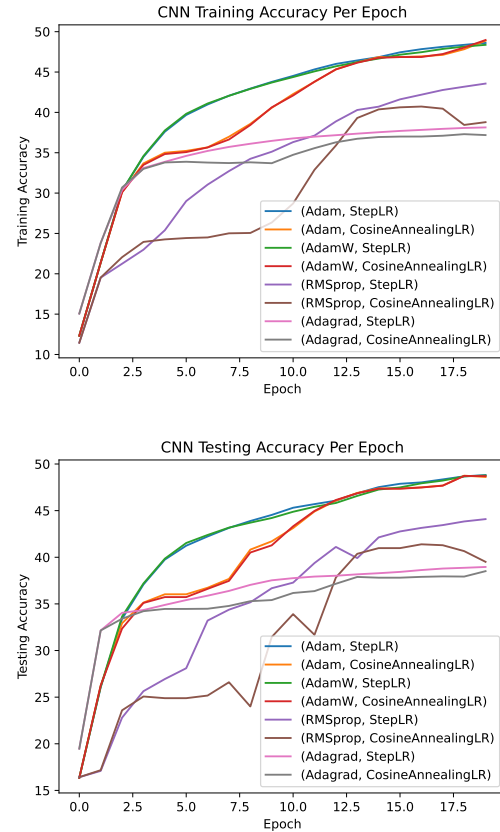 CNN Training Accuracy Per Epoch
50
45
40
35
30
25
20
15
10
Training Accuracy
(Adam, StepLR)
(Adam, CosineAnnealingLR)
(AdamW, StepLR)
(AdamW, CosineAnnealingLR)
(RMSprop, StepLR)
(RMSprop, CosineAnnealingLR)
(Adagrad, StepLR)
(Adagrad, CosineAnnealingLR)
0.0 2.5 5.0 7.5 10.0 12.5 15.0 17.5
Epoch
CNN Testing Accuracy Per Epoch
50
45
40
35
30
25
20
15
Testing Accuracy
(Adam, StepLR)
(Adam, CosineAnnealingLR)
(AdamW, StepLR)
(AdamW, CosineAnnealingLR)
(RMSprop, StepLR)
(RMSprop, CosineAnnealingLR)
(Adagrad, StepLR)
(Adagrad, CosineAnnealingLR)
0.0 2.5 5.0 7.5 10.0 12.5 15.0 17.5
Epoch